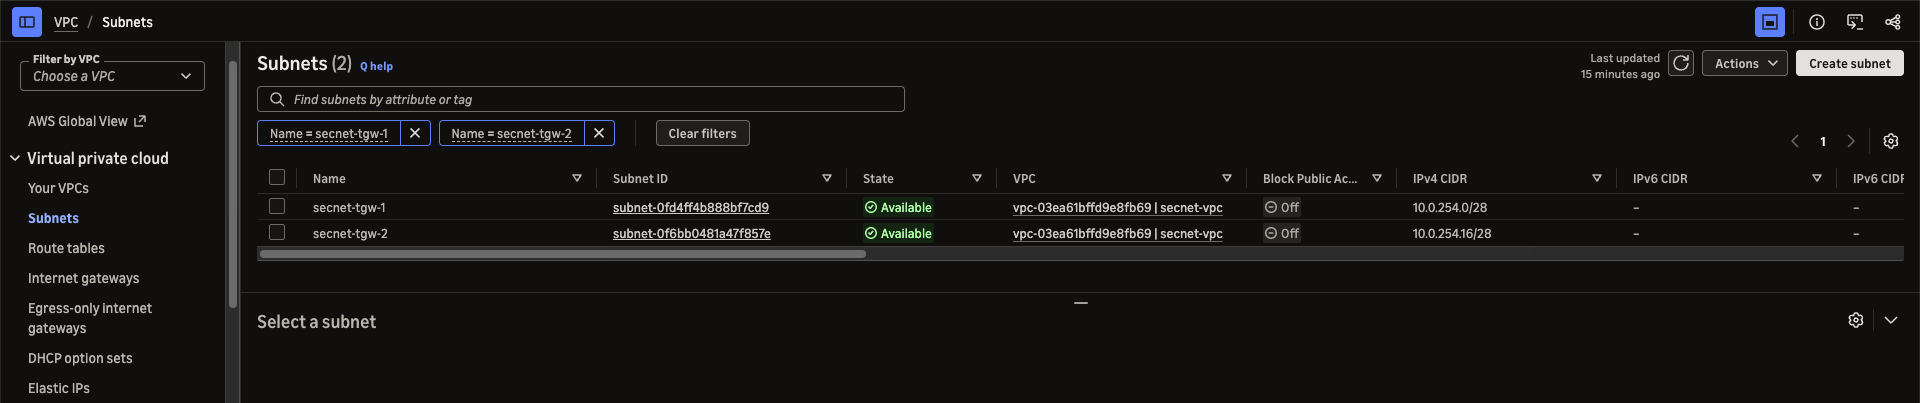 VPC / Subnets
Filter by VPC
Choose a VPC
AWS Global View
Virtual private cloud
Your VPCs
Subnets
Route tables
Internet gateways
Egress-only internet
gateways
DHCP option sets
Elastic IPs
Subnets (2) Q help
Last updated
15 minutes ago
Actions
Create subnet
Find subnets by attribute or tag
Name = secnet-tgw-1
Name = secnet-tgw-2
Clear filters
1
Name Subnet ID State VPC Block Public Ac... IPv4 CIDR IPv6 CIDR IPv6 CIDR
secnet-tgw-1 subnet-0fd4ff4b888bf7cd9 Available vpc-03ea61bffd9e8fb69 | secnet-vpc Off 10.0.254.0/28 – –
secnet-tgw-2 subnet-0f6bb0481a47f857e Available vpc-03ea61bffd9e8fb69 | secnet-vpc Off 10.0.254.16/28 – –
Select a subnet